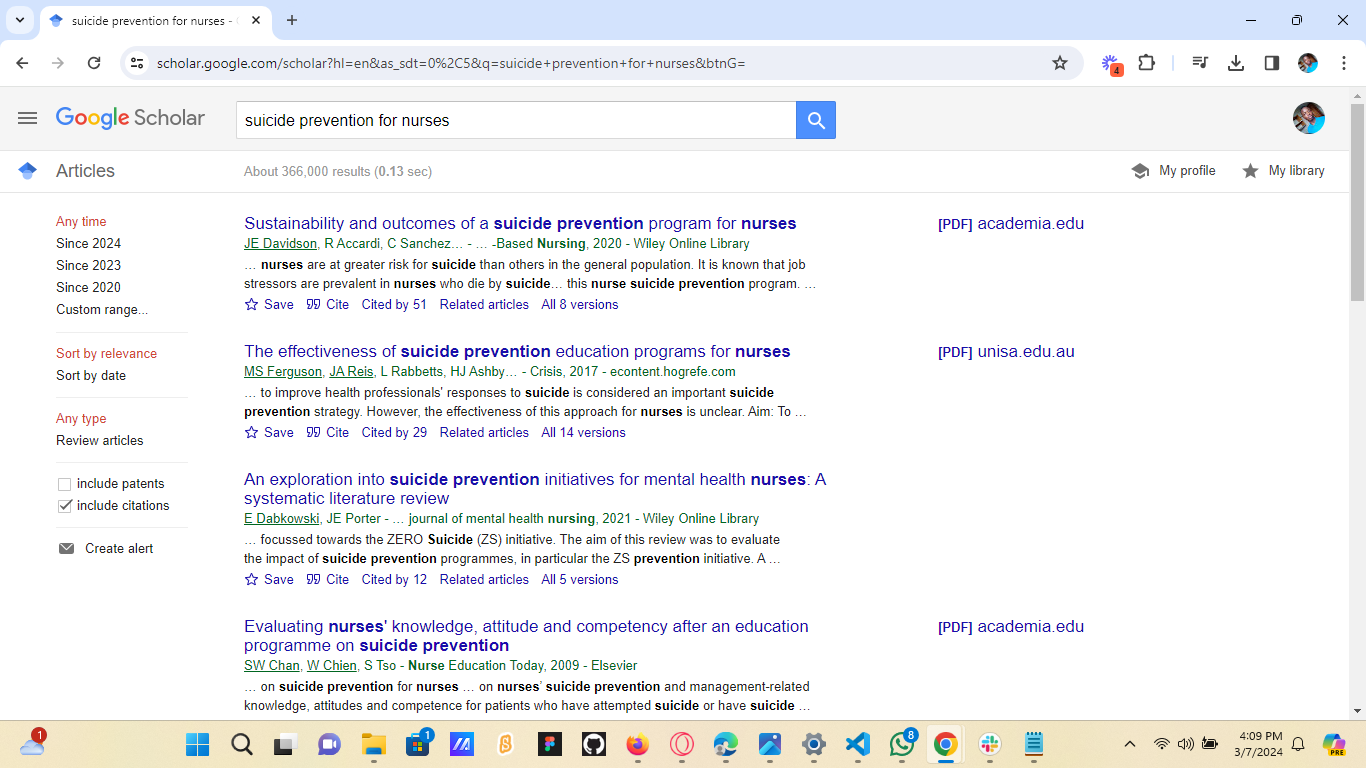 suicide prevention for nurses -
scholar.google.com/scholar?hl=en&as_sdt=0%2C5&q=suicide+prevention+for+nurses&btnG=
4
Google Scholar
suicide prevention for nurses
Articles
About 366,000 results (0.13 sec)
My profile
My library
Any time
Since 2024
Since 2023
Since 2020
Custom range...
Sort by relevance
Sort by date
Any type
Review articles
include patents
include citations
Create alert
Sustainability and outcomes of a suicide prevention program for nurses
[PDF] academia.edu
JE Davidson, R Accardi, C Sanchez… - … -Based Nursing, 2020 - Wiley Online Library
… nurses are at greater risk for suicide than others in the general population. It is known that job
stressors are prevalent in nurses who die by suicide… this nurse suicide prevention program. …
Save Cite Cited by 51 Related articles All 8 versions
The effectiveness of suicide prevention education programs for nurses
[PDF] unisa.edu.au
MS Ferguson, JA Reis, L Rabbetts, HJ Ashby… - Crisis, 2017 - econtent.hogrefe.com
… to improve health professionals' responses to suicide is considered an important suicide
prevention strategy. However, the effectiveness of this approach for nurses is unclear. Aim: To …
Save Cite Cited by 29 Related articles All 14 versions
An exploration into suicide prevention initiatives for mental health nurses: A
systematic literature review
E Dabkowski, JE Porter - … journal of mental health nursing, 2021 - Wiley Online Library
… focussed towards the ZERO Suicide (ZS) initiative. The aim of this review was to evaluate
the impact of suicide prevention programmes, in particular the ZS prevention initiative. A …
Save Cite Cited by 12 Related articles All 5 versions
Evaluating nurses' knowledge, attitude and competency after an education
programme on suicide prevention
[PDF] academia.edu
SW Chan, W Chien, S Tso - Nurse Education Today, 2009 - Elsevier
… on suicide prevention for nurses … on nurses' suicide prevention and management-related
knowledge, attitudes and competence for patients who have attempted suicide or have suicide …
1
1
8
4:09 PM
3/7/2024
PRE